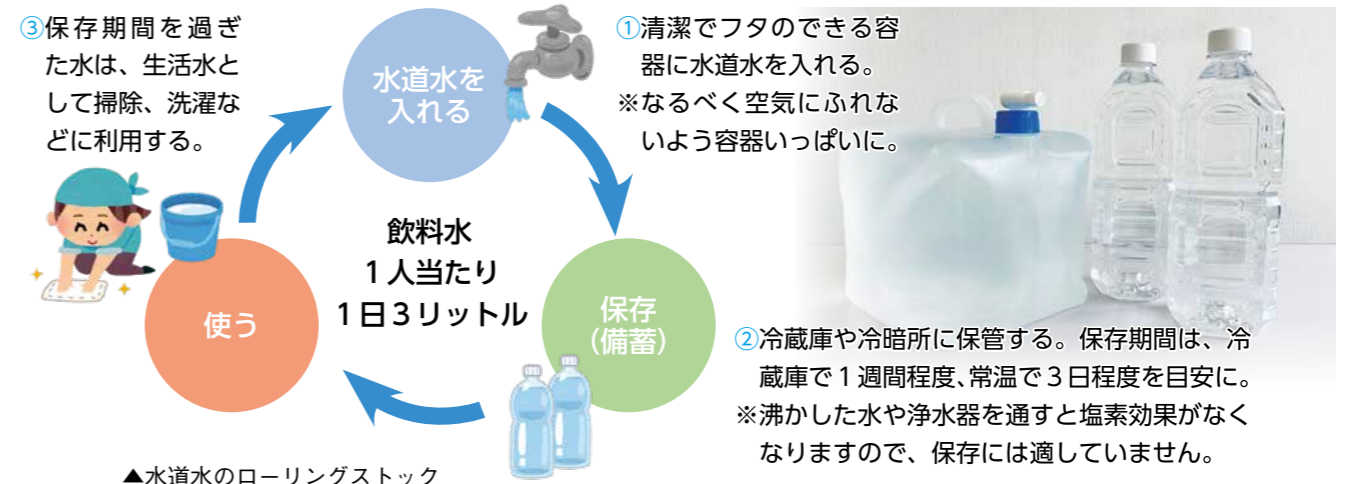 ③保存期間を過ぎ
た水は、生活水と
して掃除、洗濯な
どに利用する。
水道水を
入れる
①清潔でフタのできる容
器に水道水を入れる。
※なるべく空気にふれな
いよう容器いっぱいに。
飲料水
1人当たり
1日3リットル
使う
保存
(備蓄)
②冷蔵庫や冷暗所に保管する。保存期間は、冷
蔵庫で1週間程度、常温で3日程度を目安に。
※沸かした水や浄水器を通すと塩素効果がなく
なりますので、保存には適していません。
▲水道水のローリングストック